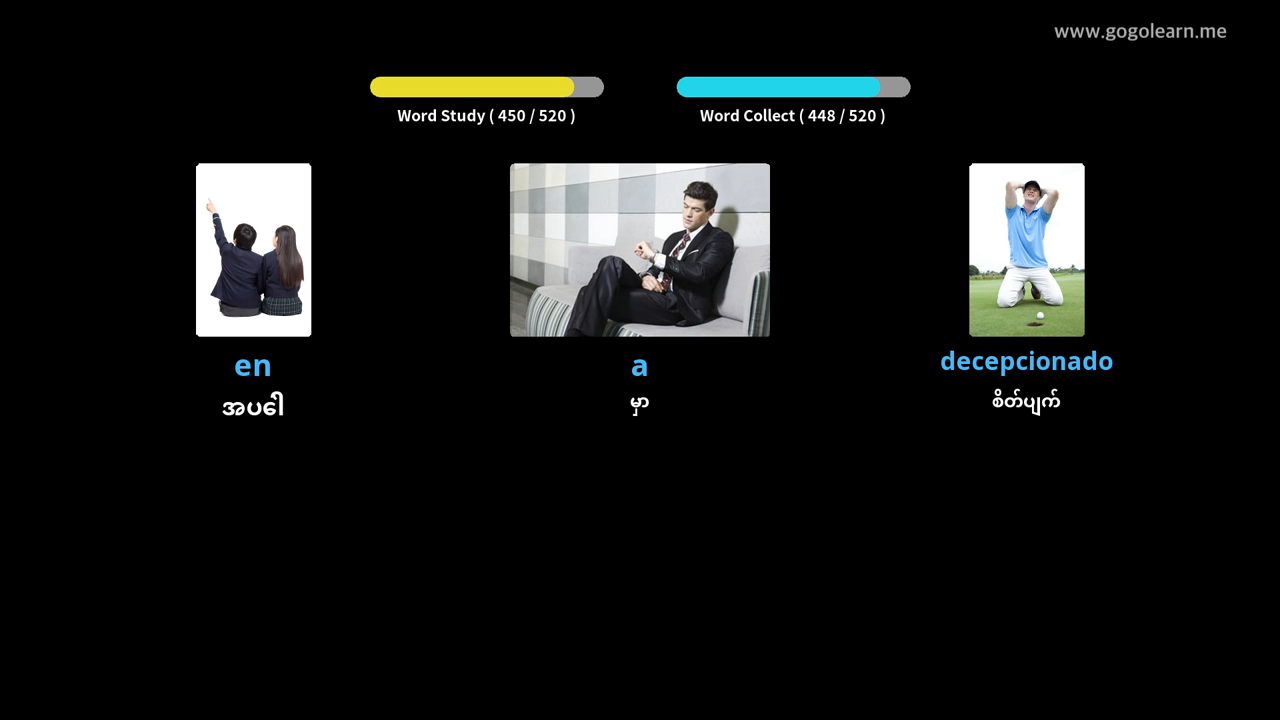 www.gogolearn.me
Word Study ( 450 / 520 )
Word Collect ( 448 / 520 )
en
အပေါ်
a
မှာ
decepcionado
စိတ်ပျက်